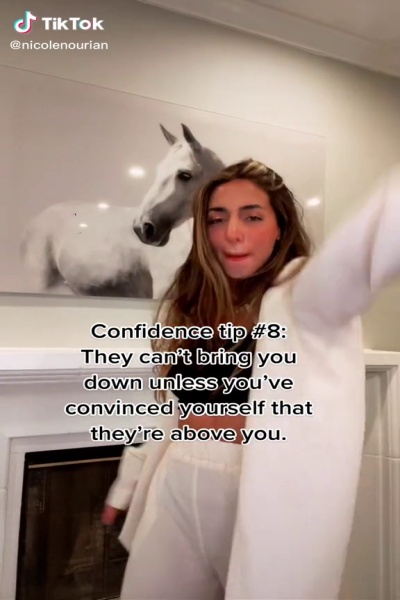 TikTok
@nicolenourian
Confidence tip #8:
They can't bring you
down unless you've
convinced yourself that
they're above you.